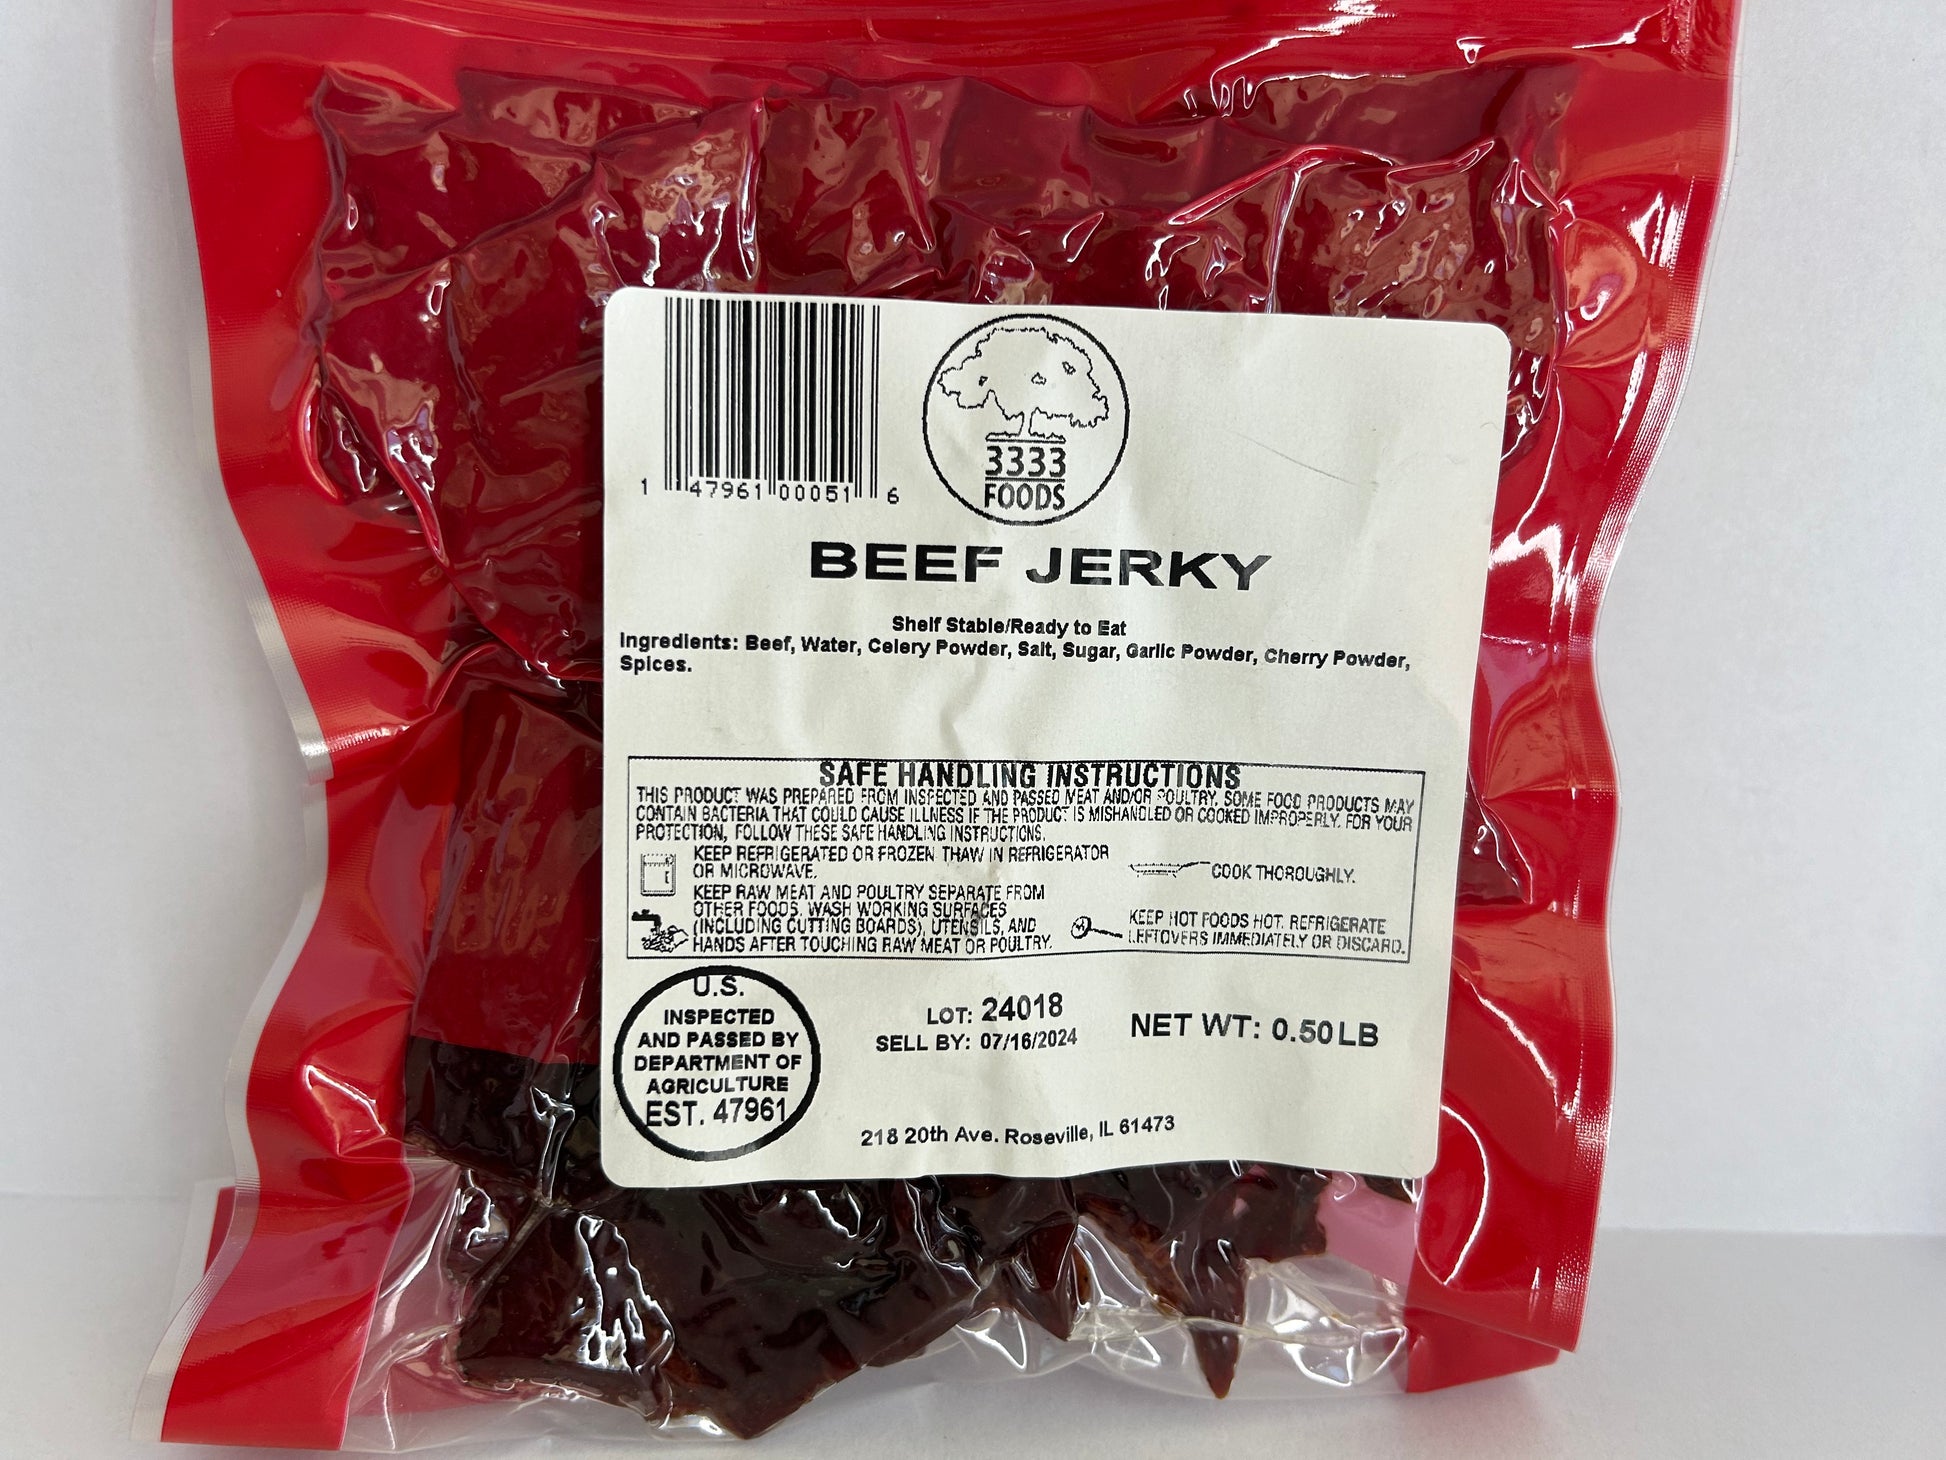 1 47961 00051 6
3333
FOODS
BEEF JERKY
Shelf Stable/Ready to Eat
Ingredients: Beef, Water, Celery Powder, Salt, Sugar, Garlic Powder, Cherry Powder,
Spices.
SAFE HANDLING INSTRUCTIONS
THIS PRODUCT WAS PREPARED FROM INSPECTED AND PASSED MEAT AND/OR POULTRY. SOME FOOD PRODUCTS MAY
CONTAIN BACTERIA THAT COULD CAUSE ILLNESS IF THE PRODUCT IS MISHANDLED OR COOKED IMPROPERLY. FOR YOUR
PROTECTION, FOLLOW THESE SAFE HANDLING INSTRUCTIONS.
KEEP REFRIGERATED OR FROZEN. THAW IN REFRIGERATOR
OR MICROWAVE.
KEEP RAW MEAT AND POULTRY SEPARATE FROM
OTHER FOODS. WASH WORKING SURFACES
(INCLUDING CUTTING BOARDS), UTENSILS, AND
HANDS AFTER TOUCHING RAW MEAT OR POULTRY.
COOK THOROUGHLY.
KEEP HOT FOODS HOT. REFRIGERATE
LEFTOVERS IMMEDIATELY OR DISCARD.
U.S.
INSPECTED
AND PASSED BY
DEPARTMENT OF
AGRICULTURE
EST. 47961
LOT: 24018
SELL BY: 07/16/2024
NET WT: 0.50 LB
218 20th Ave. Roseville, IL 61473